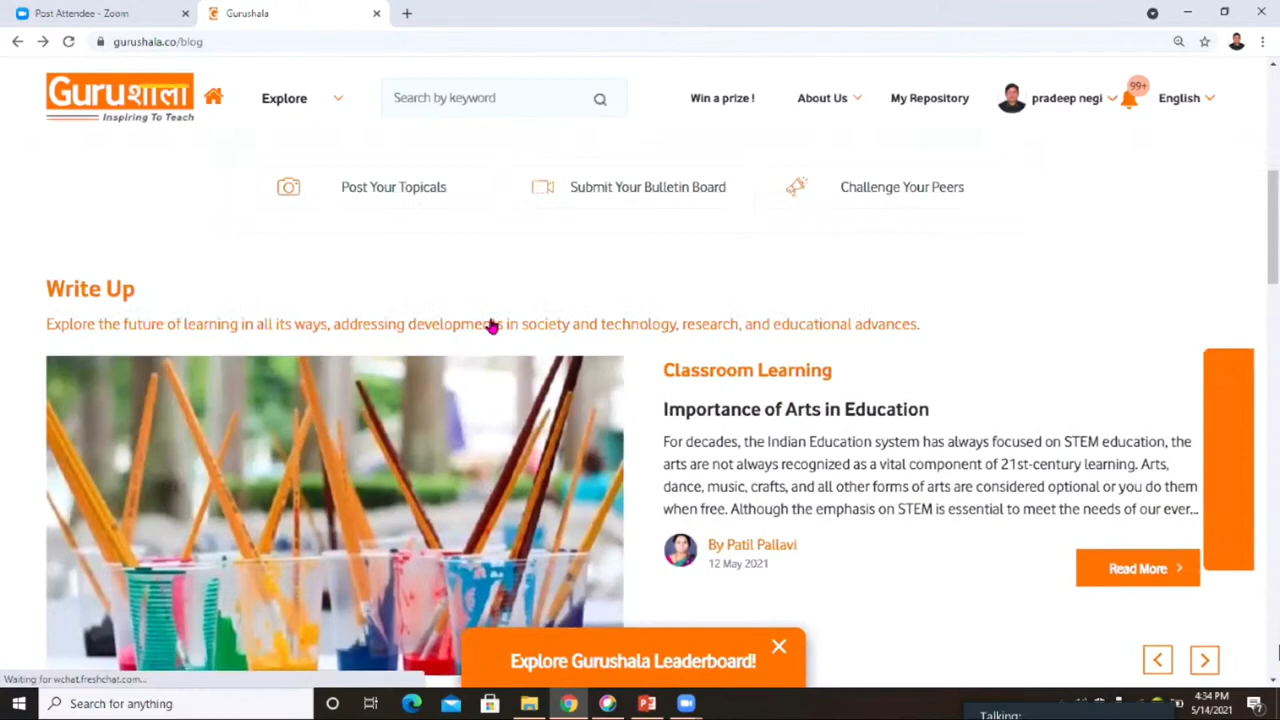 Post Attendee - Zoom
Gurushala
gurushala.co/blog
Guruशाला
Inspiring To Teach
Explore
Search by keyword
Win a prize !
About Us
My Repository
pradeep negi
99+
English
Post Your Topicals
Submit Your Bulletin Board
Challenge Your Peers
Write Up
Explore the future of learning in all its ways, addressing developments in society and technology, research, and educational advances.
Classroom Learning
Importance of Arts in Education
For decades, the Indian Education system has always focused on STEM education, the
arts are not always recognized as a vital component of 21st-century learning. Arts,
dance, music, crafts, and all other forms of arts are considered optional or you do them
when free. Although the emphasis on STEM is essential to meet the needs of our ever...
By Patil Pallavi
12 May 2021
Read More
Explore Gurushala Leaderboard!
Waiting for wchat.freshchat.com...
Search for anything
4:34 PM
5/14/2021
Talking: